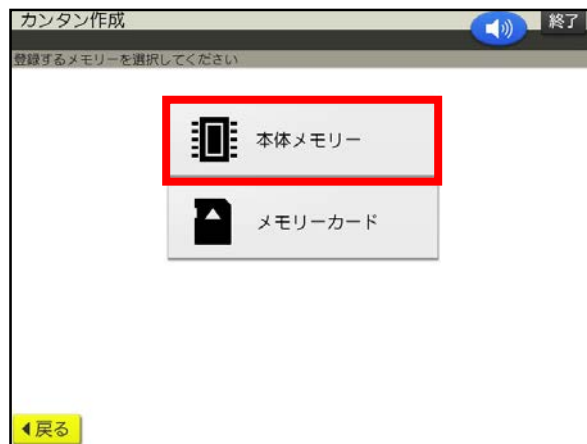 カンタン作成
終了
登録するメモリーを選択してください
本体メモリー
メモリーカード
戻る